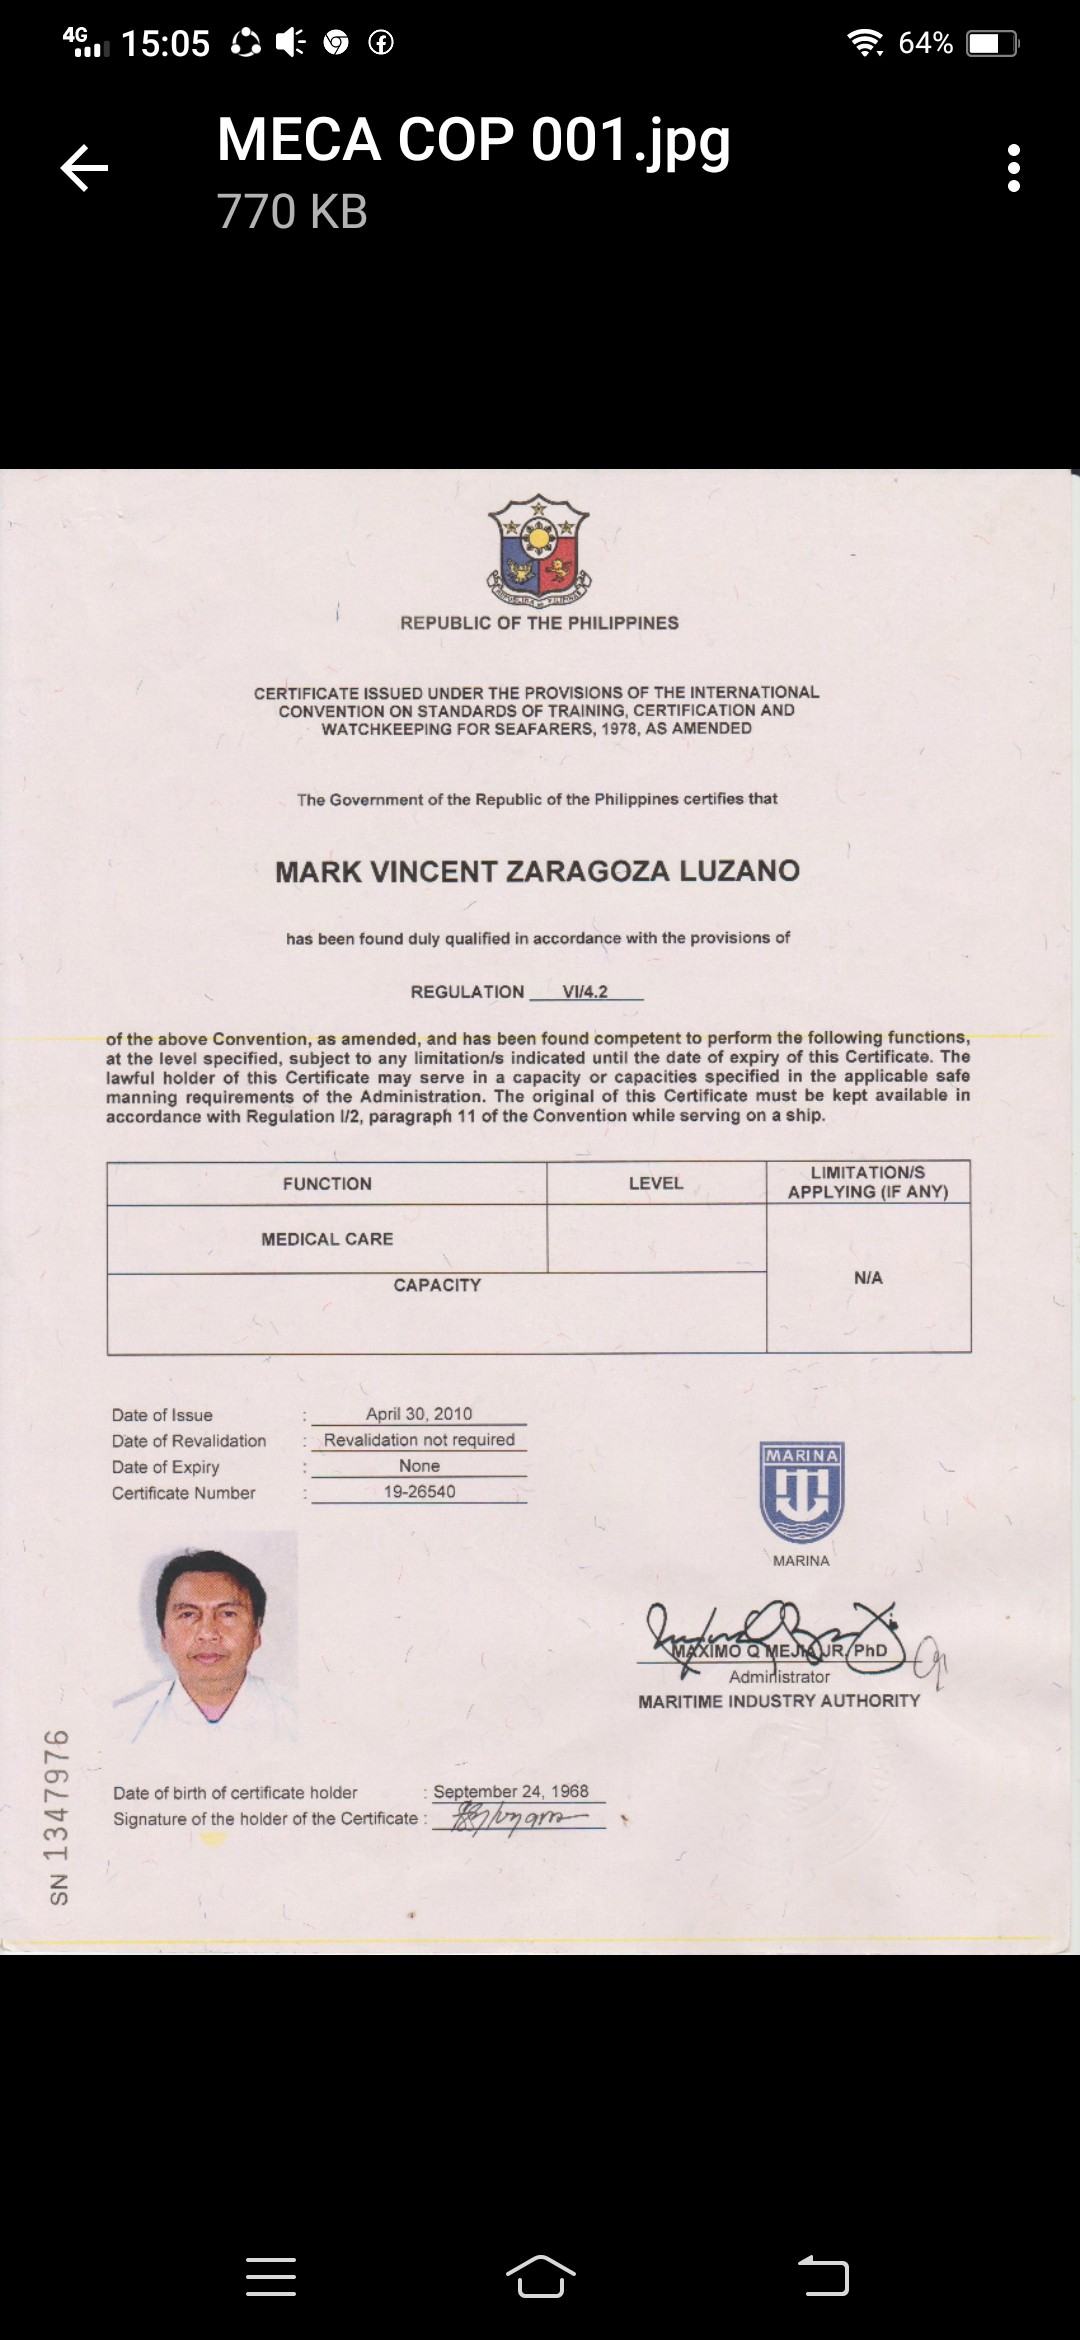 4G 15:05 64%
MECA COP 001.jpg
770 KB
REPUBLIC OF THE PHILIPPINES
CERTIFICATE ISSUED UNDER THE PROVISIONS OF THE INTERNATIONAL
CONVENTION ON STANDARDS OF TRAINING, CERTIFICATION AND
WATCHKEEPING FOR SEAFARERS, 1978, AS AMENDED
The Government of the Republic of the Philippines certifies that
MARK VINCENT ZARAGOZA LUZANO
has been found duly qualified in accordance with the provisions of
REGULATION VI/4.2
of the above Convention, as amended, and has been found competent to perform the following functions,
at the level specified, subject to any limitation/s indicated until the date of expiry of this Certificate. The
lawful holder of this Certificate may serve in a capacity or capacities specified in the applicable safe
manning requirements of the Administration. The original of this Certificate must be kept available in
accordance with Regulation I/2, paragraph 11 of the Convention while serving on a ship.
FUNCTION LEVEL LIMITATION/S
APPLYING (IF ANY)
MEDICAL CARE
CAPACITY
N/A
Date of Issue : April 30, 2010
Date of Revalidation : Revalidation not required
Date of Expiry : None
Certificate Number : 19-26540
MARINA
MARINA
MAXIMO Q MEJIA JR, PhD
Administrator
MARITIME INDUSTRY AUTHORITY
SN 1347976
Date of birth of certificate holder : September 24, 1968
Signature of the holder of the Certificate :